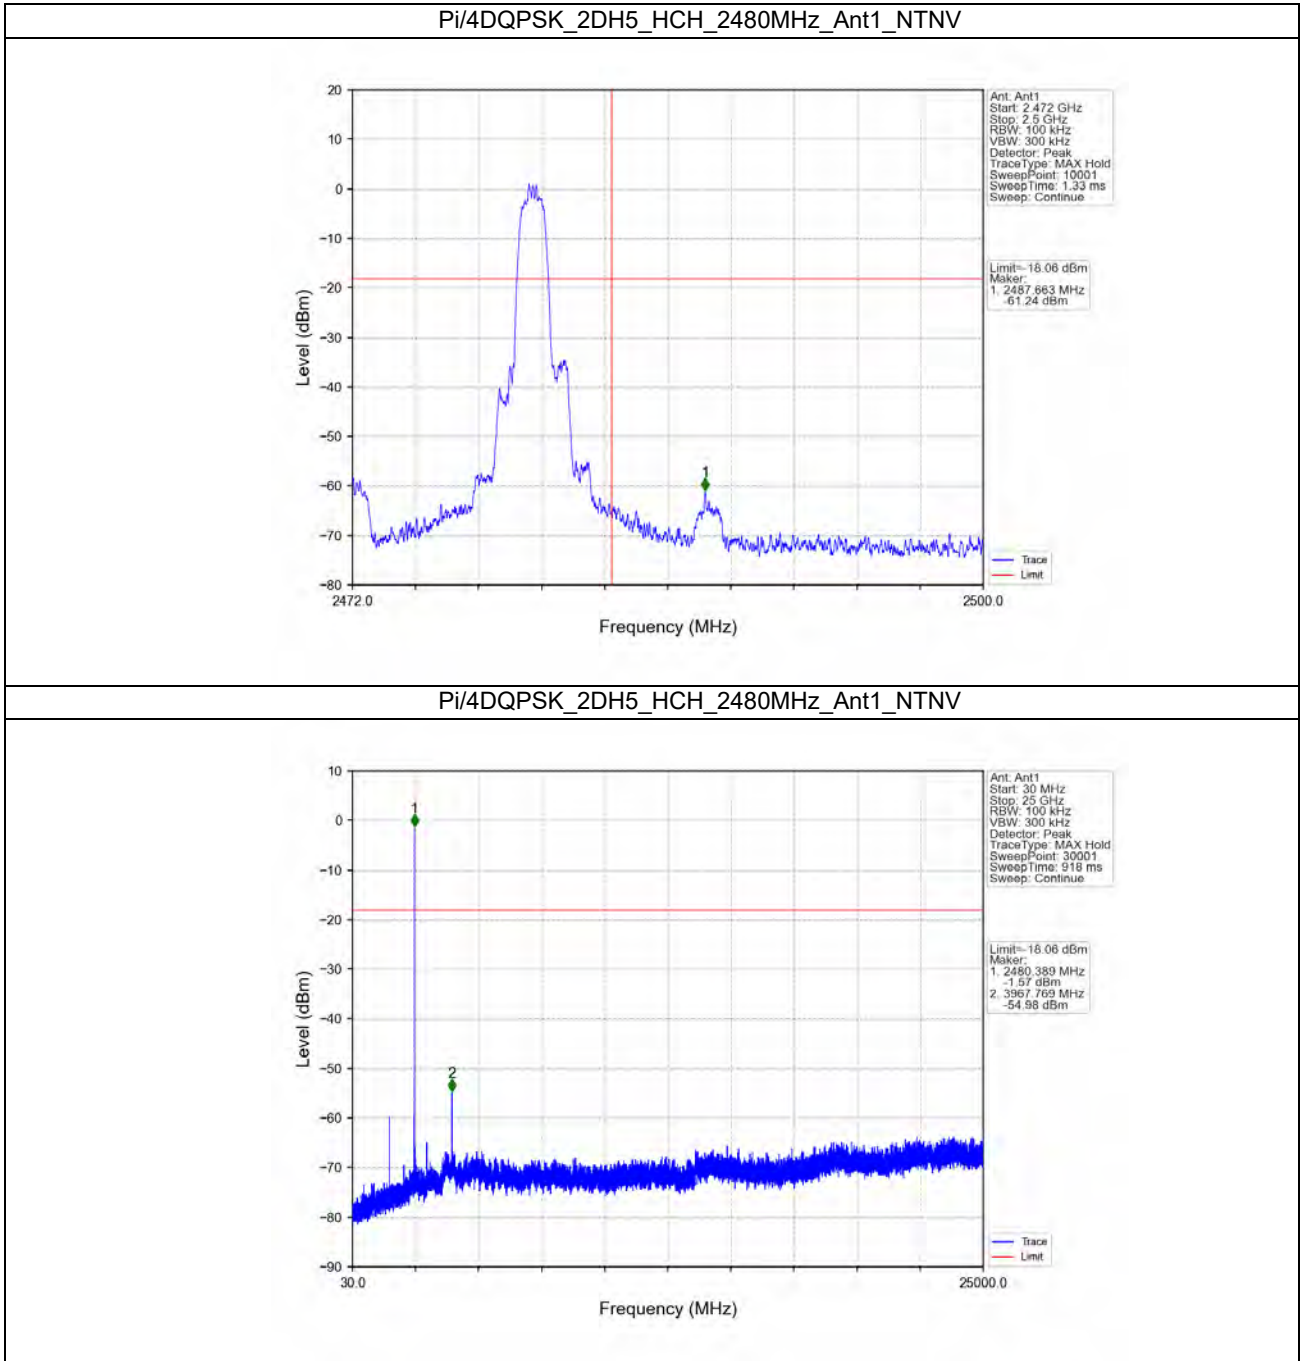 Pi/4DQPSK_2DH5_HCH_2480MHz_Ant1_NTNV
20
10
0
−10
−20
−30
−40
−50
−60
−70
−80
Level (dBm)
1
2472.0
2500.0
Frequency (MHz)
Ant: Ant1
Start: 2.472 GHz
Stop: 2.5 GHz
RBW: 100 kHz
VBW: 300 kHz
Detector: Peak
TraceType: MAX Hold
SweepPoint: 10001
SweepTime: 1.33 ms
Sweep: Continue
Limit=-18.06 dBm
Maker:
1. 2487.663 MHz
-61.24 dBm
Trace
Limit
Pi/4DQPSK_2DH5_HCH_2480MHz_Ant1_NTNV
10
0
−10
−20
−30
−40
−50
−60
−70
−80
−90
Level (dBm)
1
2
30.0
25000.0
Frequency (MHz)
Ant: Ant1
Start: 30 MHz
Stop: 25 GHz
RBW: 100 kHz
VBW: 300 kHz
Detector: Peak
TraceType: MAX Hold
SweepPoint: 30001
SweepTime: 918 ms
Sweep: Continue
Limit=-18.06 dBm
Maker:
1. 2480.389 MHz
-1.57 dBm
2. 3967.769 MHz
-54.98 dBm
Trace
Limit